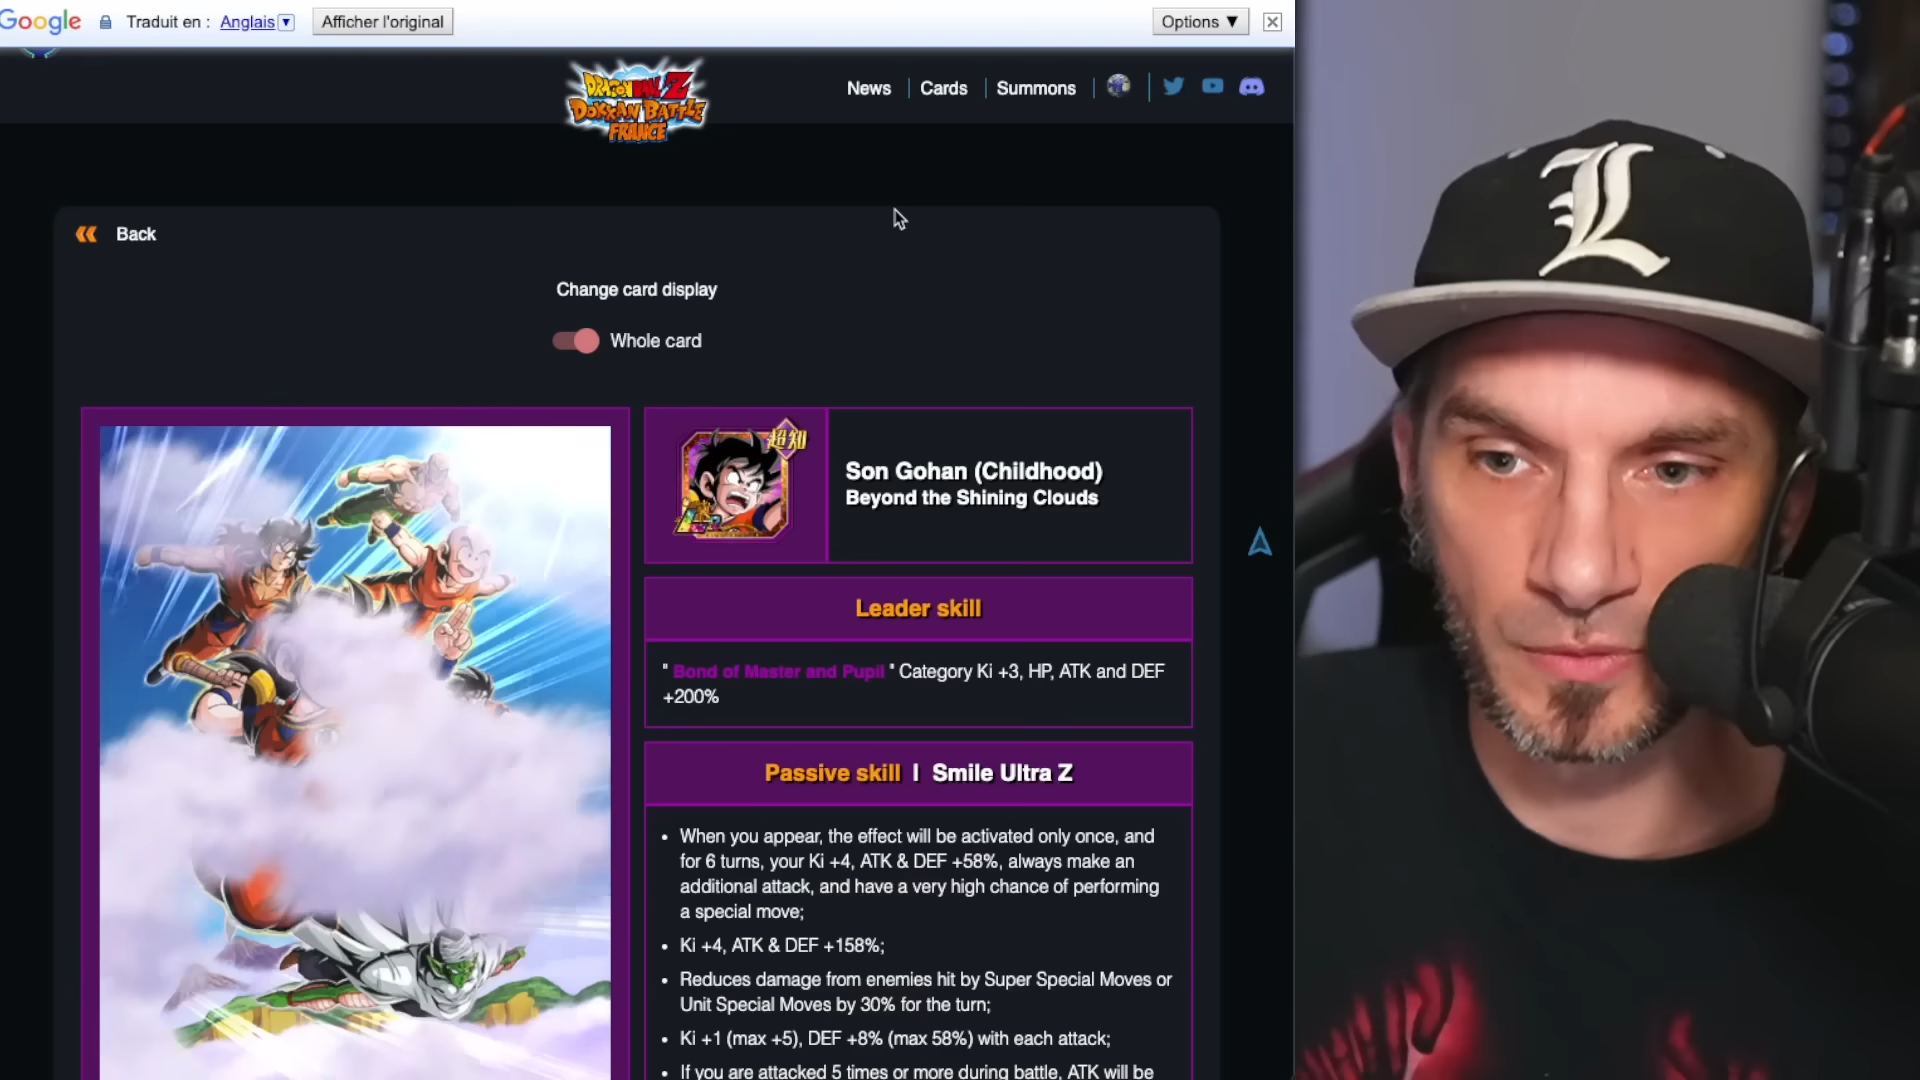 Google
Traduit en :
Anglais
Afficher l'original
Options ▼
DRAGON BALL Z
DOKKAN BATTLE
FRANCE
News
Cards
Summons
Back
Change card display
Whole card
超知
LR
Son Gohan (Childhood)
Beyond the Shining Clouds
Leader skill
" Bond of Master and Pupil " Category Ki +3, HP, ATK and DEF
+200%
Passive skill | Smile Ultra Z
• When you appear, the effect will be activated only once, and
for 6 turns, your Ki +4, ATK & DEF +58%, always make an
additional attack, and have a very high chance of performing
a special move;
• Ki +4, ATK & DEF +158%;
• Reduces damage from enemies hit by Super Special Moves or
Unit Special Moves by 30% for the turn;
• Ki +1 (max +5), DEF +8% (max 58%) with each attack;
• If you are attacked 5 times or more during battle, ATK will be
L